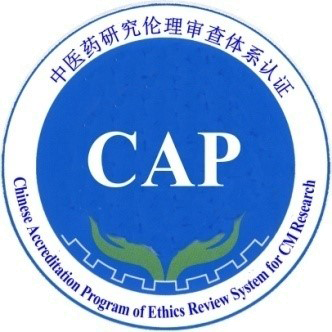 中医药研究伦理审查体系认证
CAP
Chinese Accreditation Program of Ethics Review System for CM Research